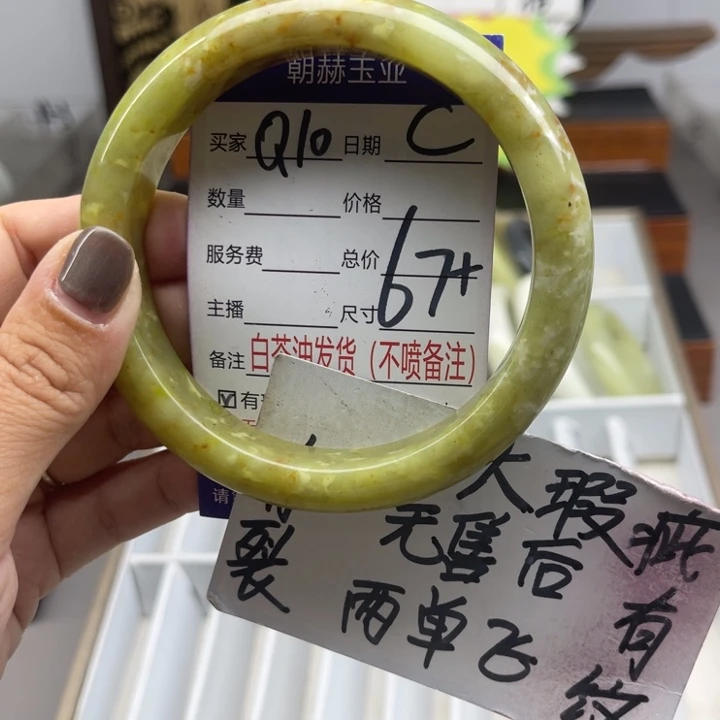 朝赫玉业
买家 Q10 日期 C
数量 价格
服务费 总价
主播 尺寸 67+
备注 白茶油发货(不喷备注)
☑有
请
大瑕疵有纹
裂
无售后
两单飞